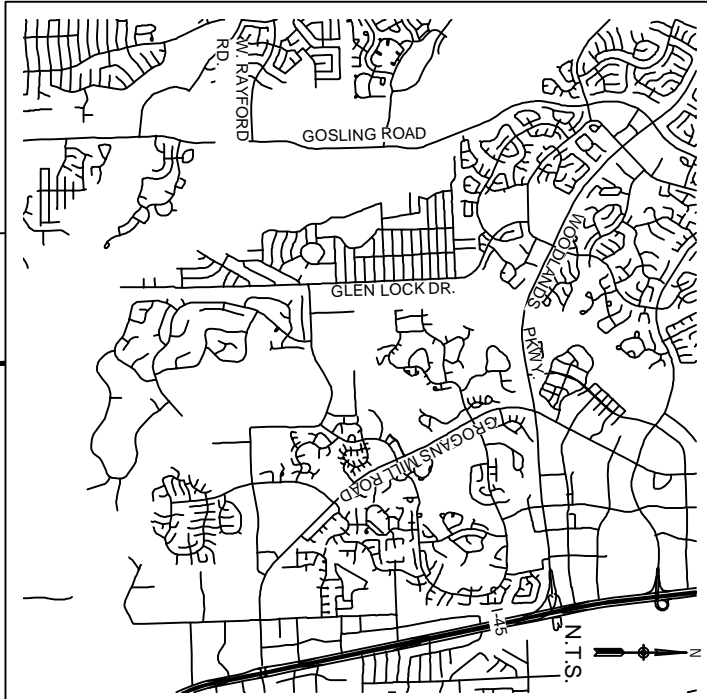 W. RAYFORD
RD.
GOSLING ROAD
WOODLANDS
PKWY.
GLEN LOCK DR.
GROGANS MILL ROAD
I-45
N.T.S.
N